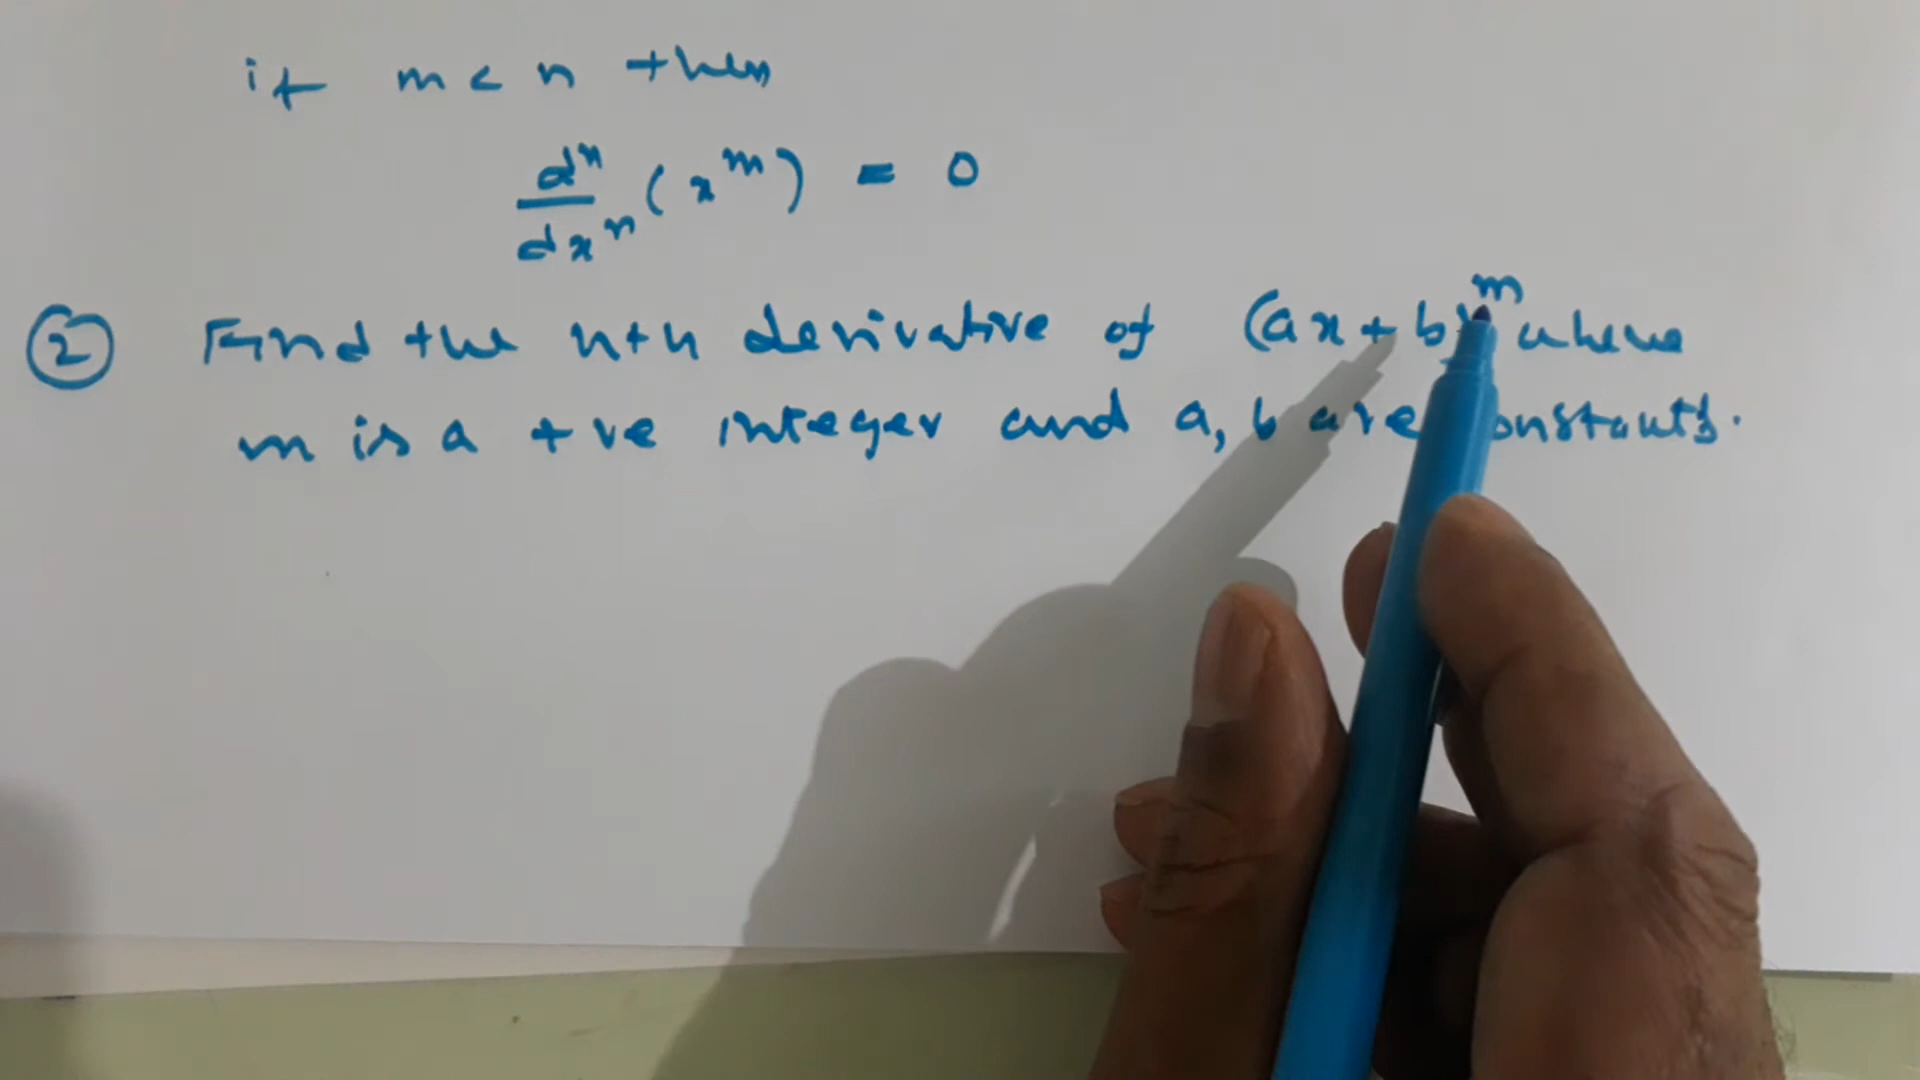 if m < n then
dⁿ/dxⁿ (xᵐ) = 0
② Find the nth derivative of (ax+b)ᵐ where
m is a +ve integer and a, b are constants.